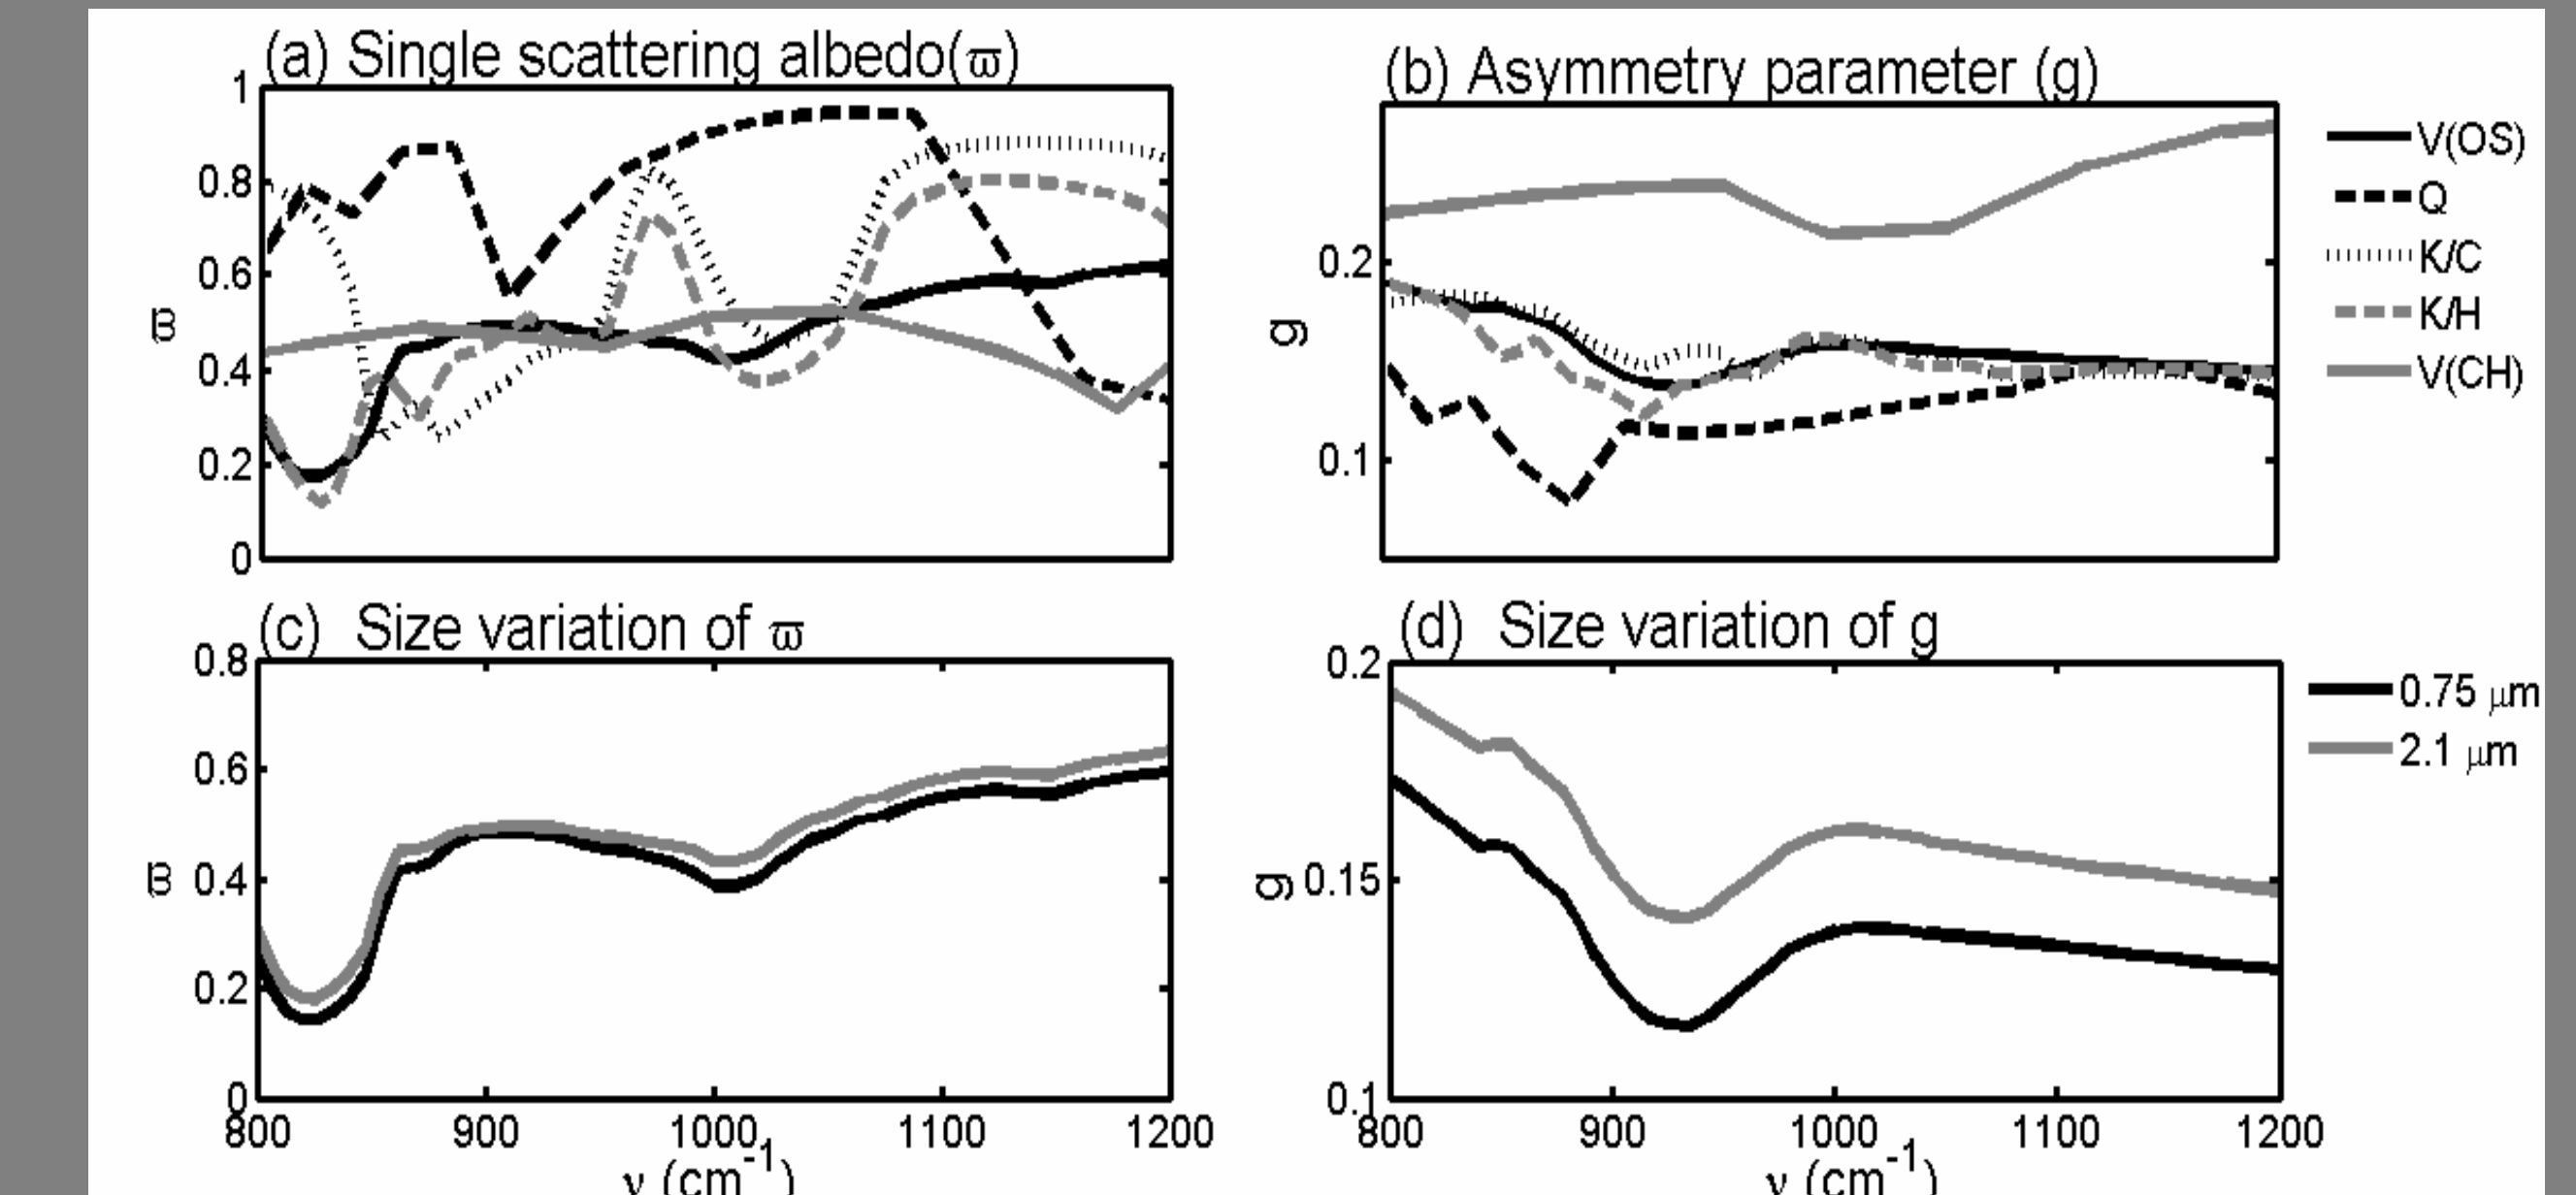 (a) Single scattering albedo(ϖ)
1
0.8
0.6
0.4
0.2
0
ϖ
(b) Asymmetry parameter (g)
0.2
0.1
g
V(OS)
Q
K/C
K/H
V(CH)
(c) Size variation of ϖ
0.8
0.6
0.4
0.2
0
ϖ
800 900 1000 1100 1200
ν (cm⁻¹)
(d) Size variation of g
0.2
0.15
0.1
g
800 900 1000 1100 1200
ν (cm⁻¹)
0.75 μm
2.1 μm